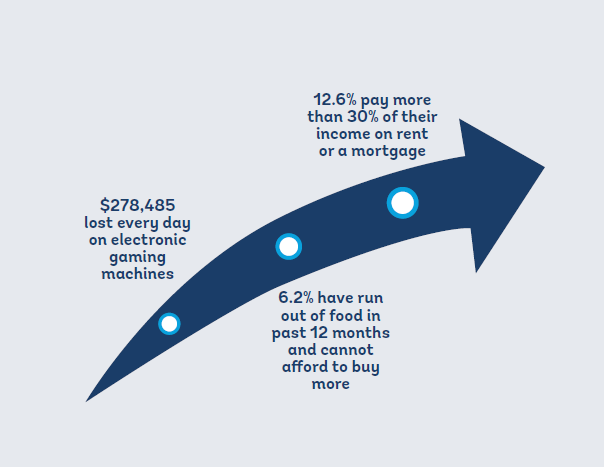 12.6% pay more
than 30% of their
income on rent
or a mortgage
$278,485
lost every day
on electronic
gaming
machines
6.2% have run
out of food in
past 12 months
and cannot
afford to buy
more